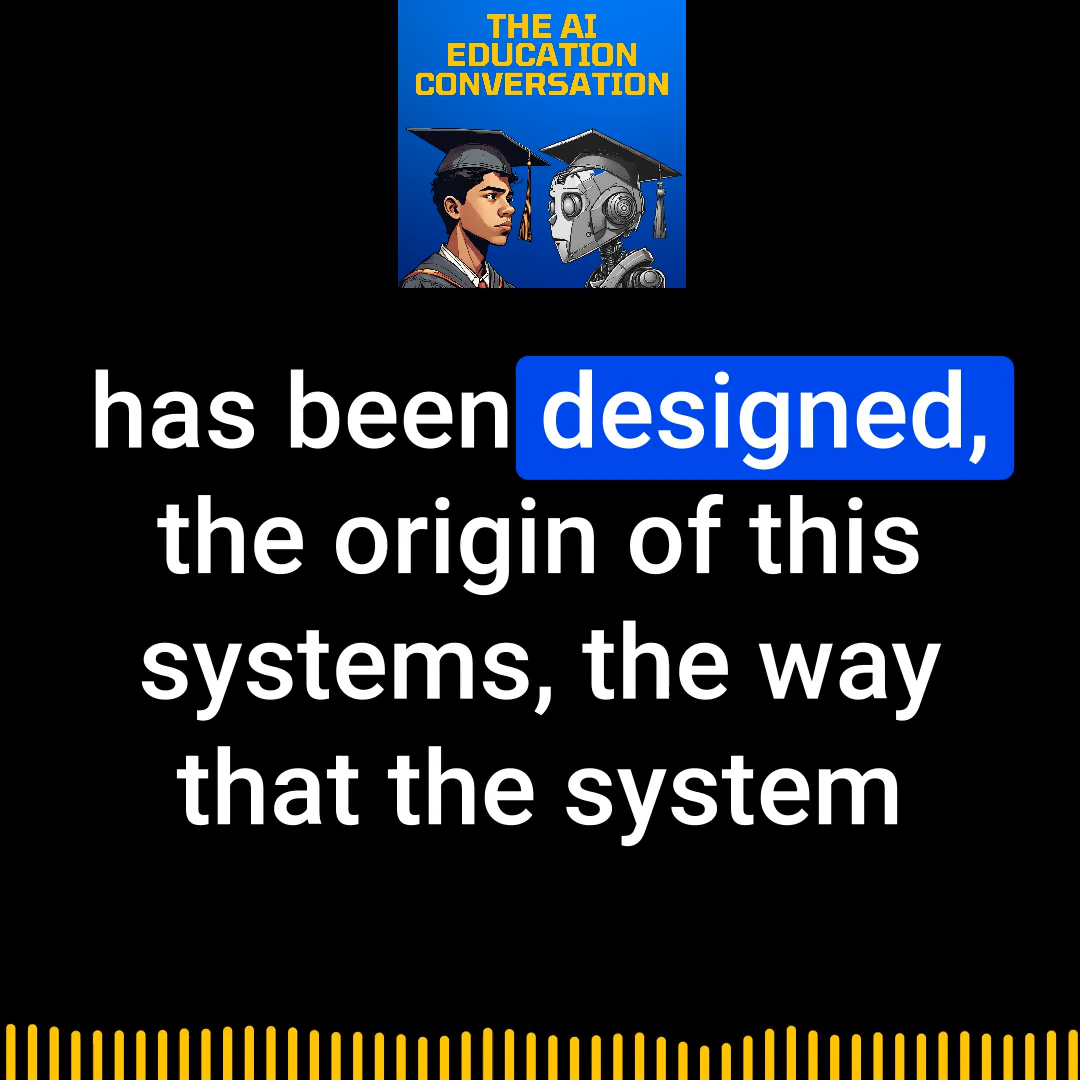 THE AI
EDUCATION
CONVERSATION
has been designed,
the origin of this
systems, the way
that the system